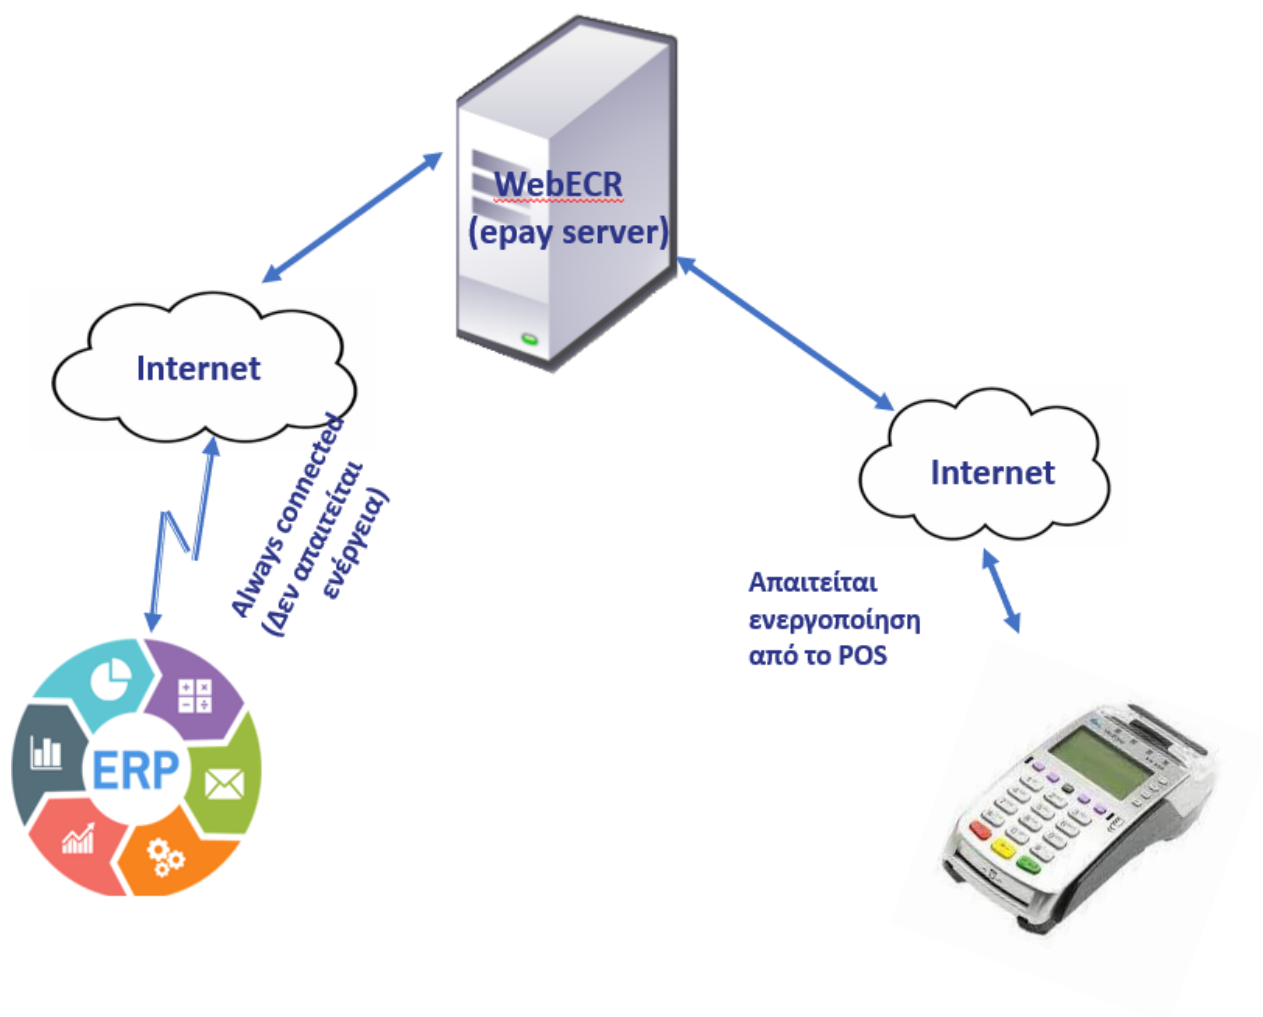 WebECR
(epay server)
Internet
Always connected
(Δεν απαιτείται
ενέργεια)
Internet
Απαιτείται
ενεργοποίηση
από το POS
ERP